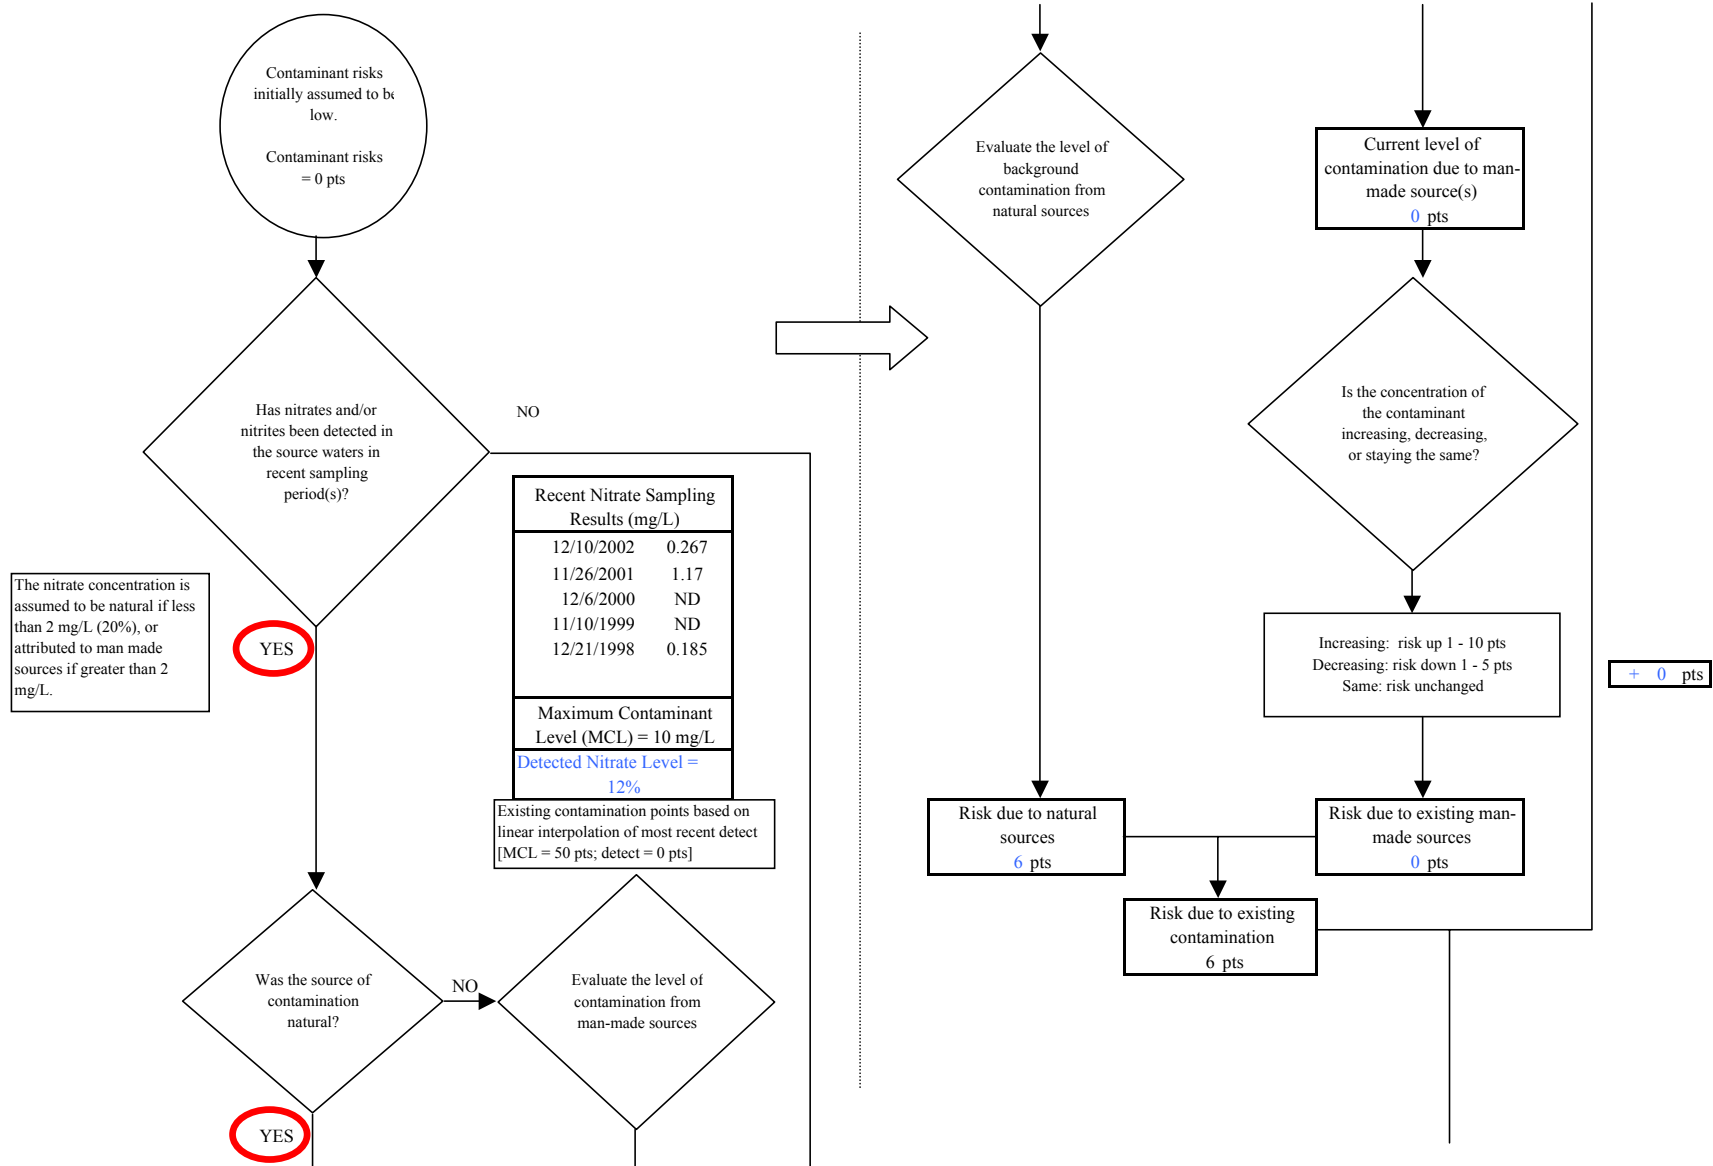 Contaminant risks
initially assumed to be
low.
Contaminant risks
= 0 pts
Has nitrates and/or
nitrites been detected in
the source waters in
recent sampling
period(s)?
NO
Recent Nitrate Sampling
Results (mg/L)
12/10/2002 0.267
11/26/2001 1.17
12/6/2000 ND
11/10/1999 ND
12/21/1998 0.185
Maximum Contaminant
Level (MCL) = 10 mg/L
Detected Nitrate Level =
12%
The nitrate concentration is
assumed to be natural if less
than 2 mg/L (20%), or
attributed to man made
sources if greater than 2
mg/L.
YES
Existing contamination points based on
linear interpolation of most recent detect
[MCL = 50 pts; detect = 0 pts]
Was the source of
contamination
natural?
NO
Evaluate the level of
contamination from
man-made sources
YES
Evaluate the level of
background
contamination from
natural sources
Current level of
contamination due to man-
made source(s)
0 pts
Is the concentration of
the contaminant
increasing, decreasing,
or staying the same?
Increasing: risk up 1 - 10 pts
Decreasing: risk down 1 - 5 pts
Same: risk unchanged
+ 0 pts
Risk due to natural
sources
6 pts
Risk due to existing man-
made sources
0 pts
Risk due to existing
contamination
6 pts